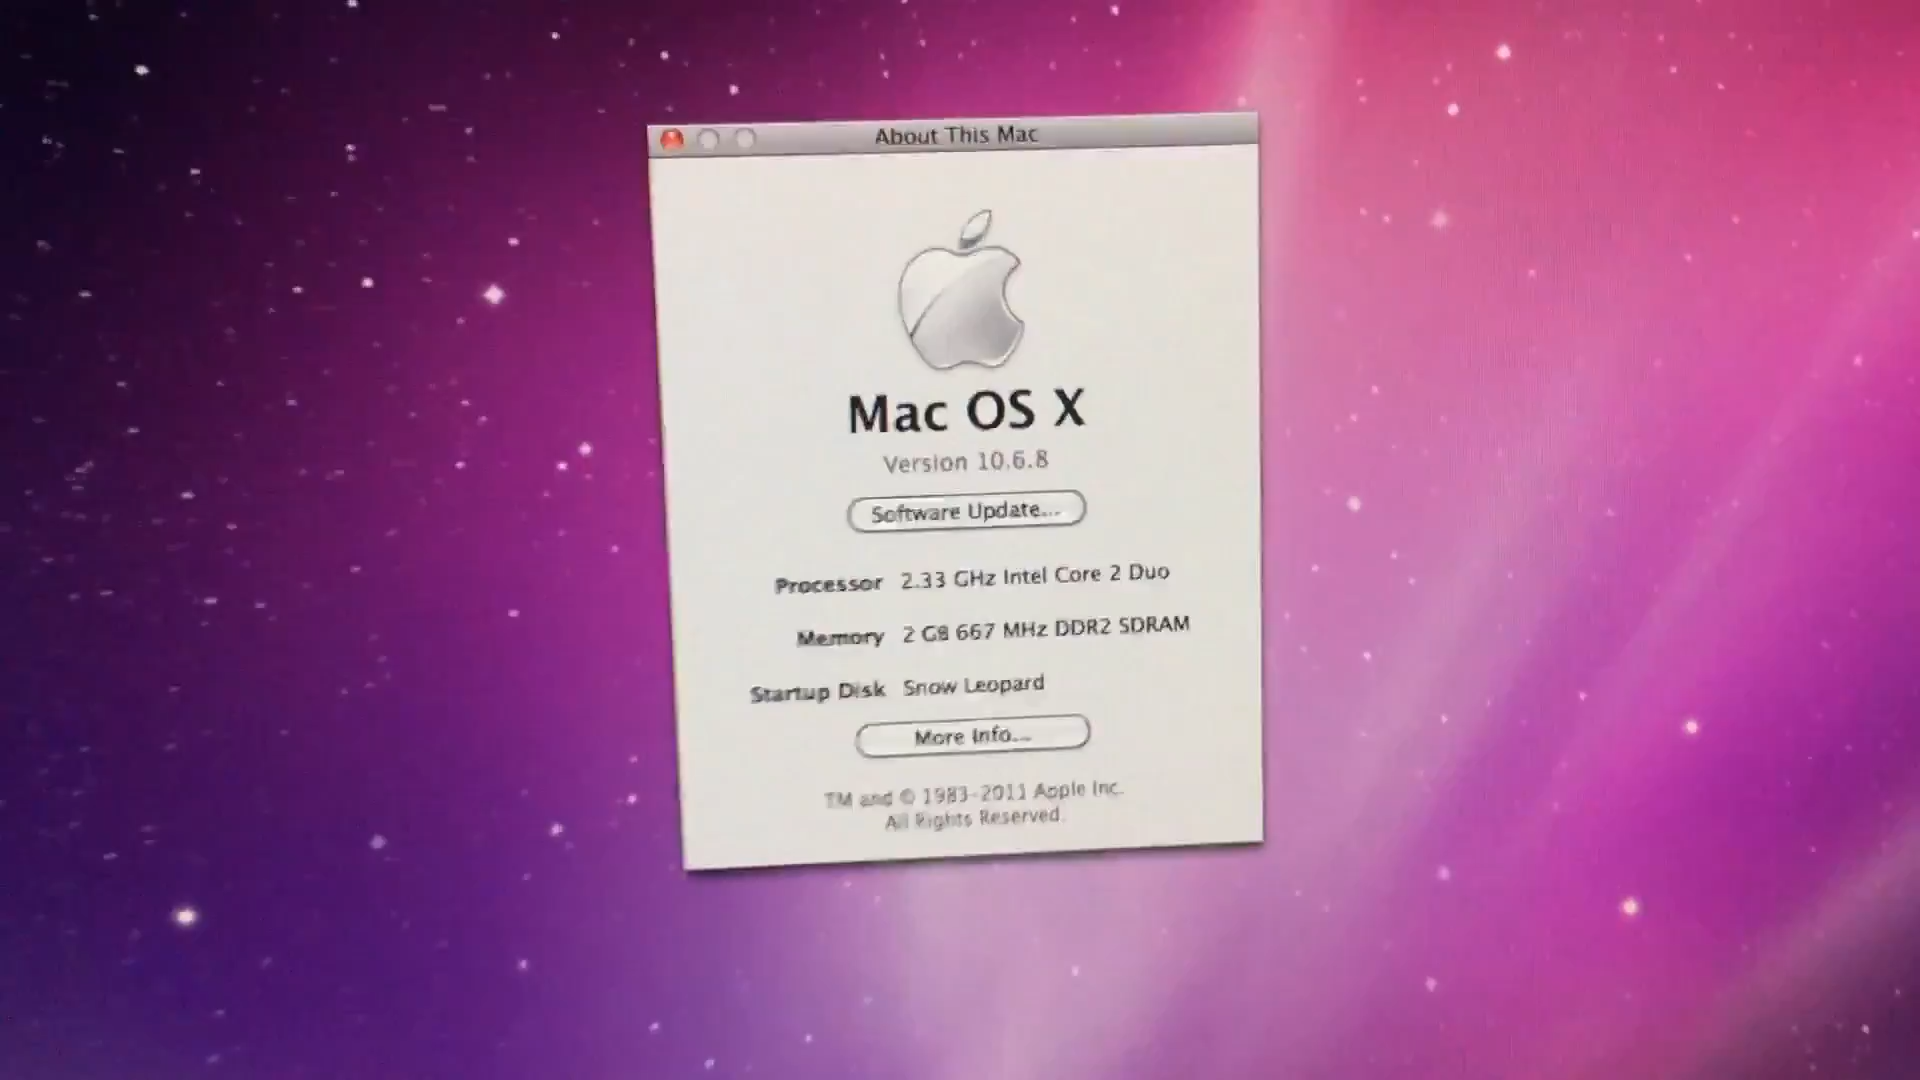 About This Mac
Mac OS X
Version 10.6.8
Software Update...
Processor 2.33 GHz Intel Core 2 Duo
Memory 2 GB 667 MHz DDR2 SDRAM
Startup Disk Snow Leopard
More Info...
TM and © 1983-2011 Apple Inc.
All Rights Reserved.